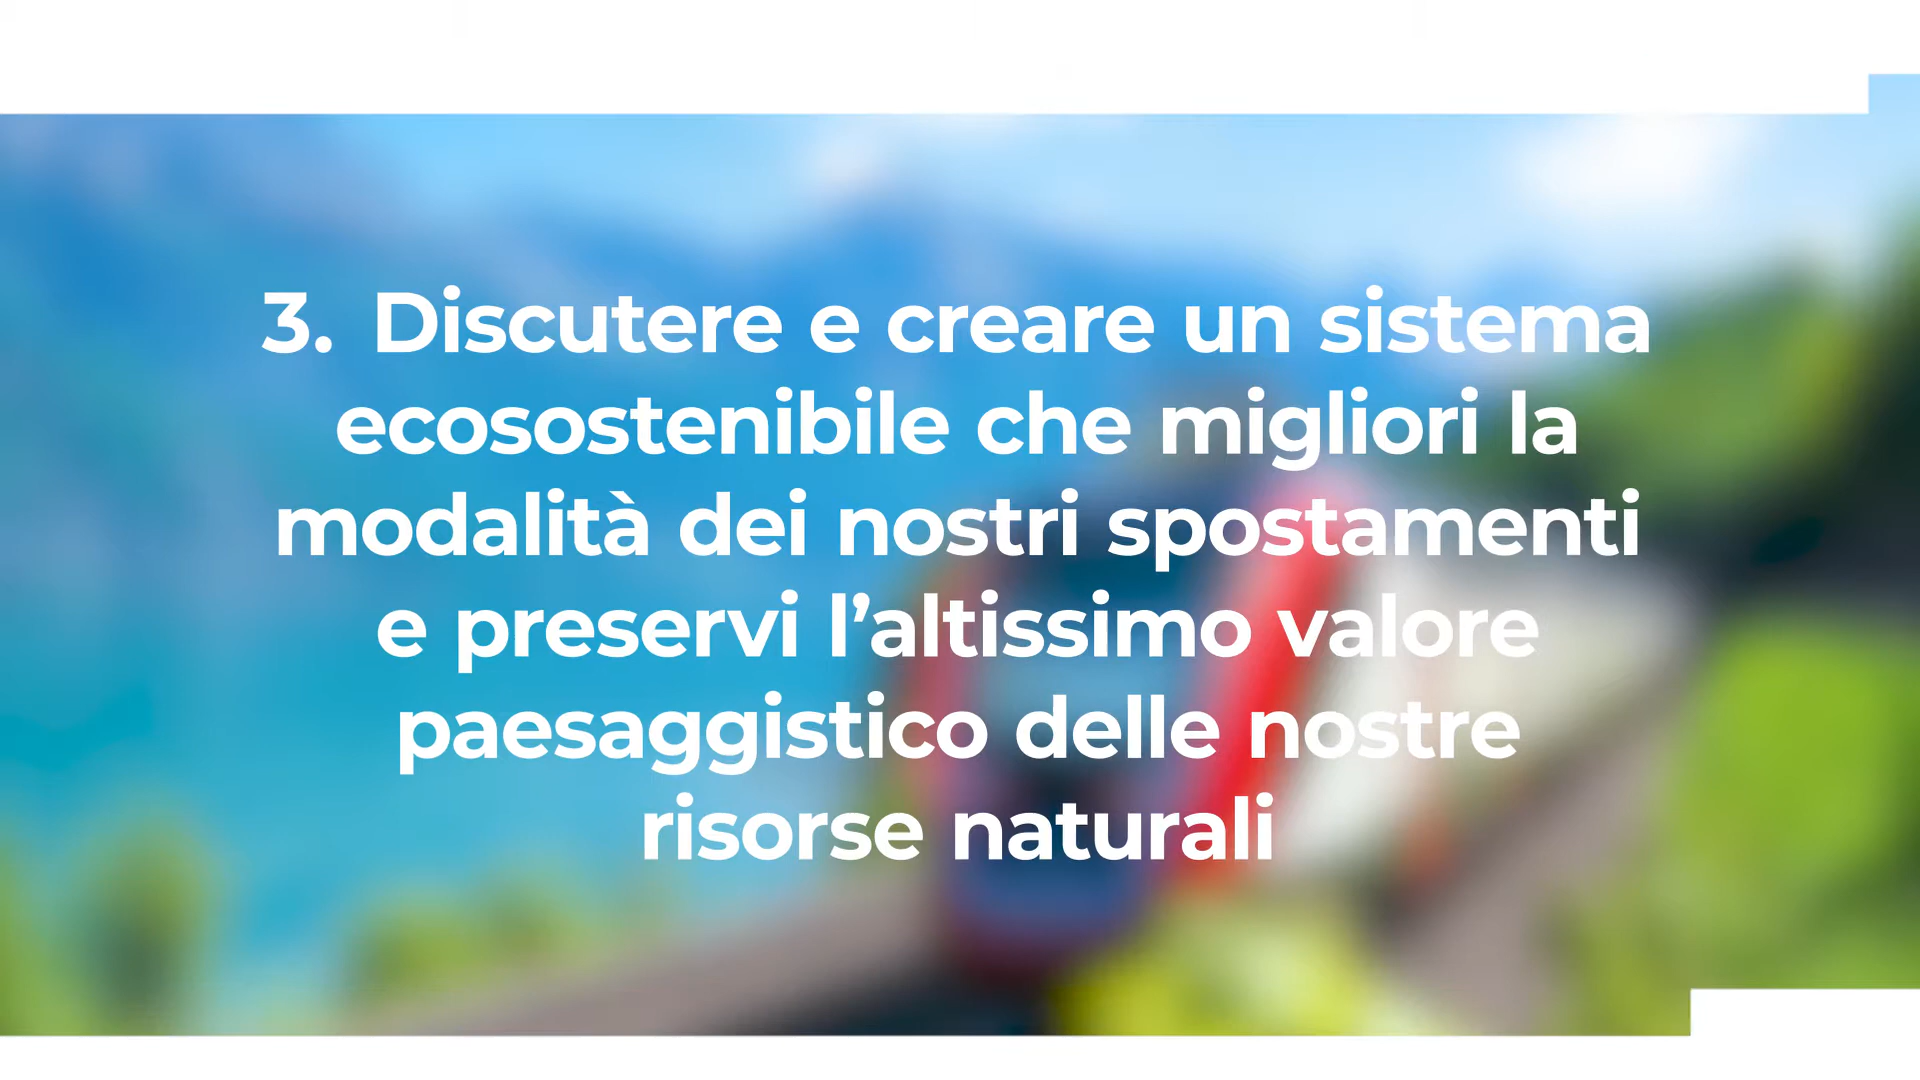 3. Discutere e creare un sistema
ecosostenibile che migliori la
modalità dei nostri spostamenti
e preservi l’altissimo valore
paesaggistico delle nostre
risorse naturali